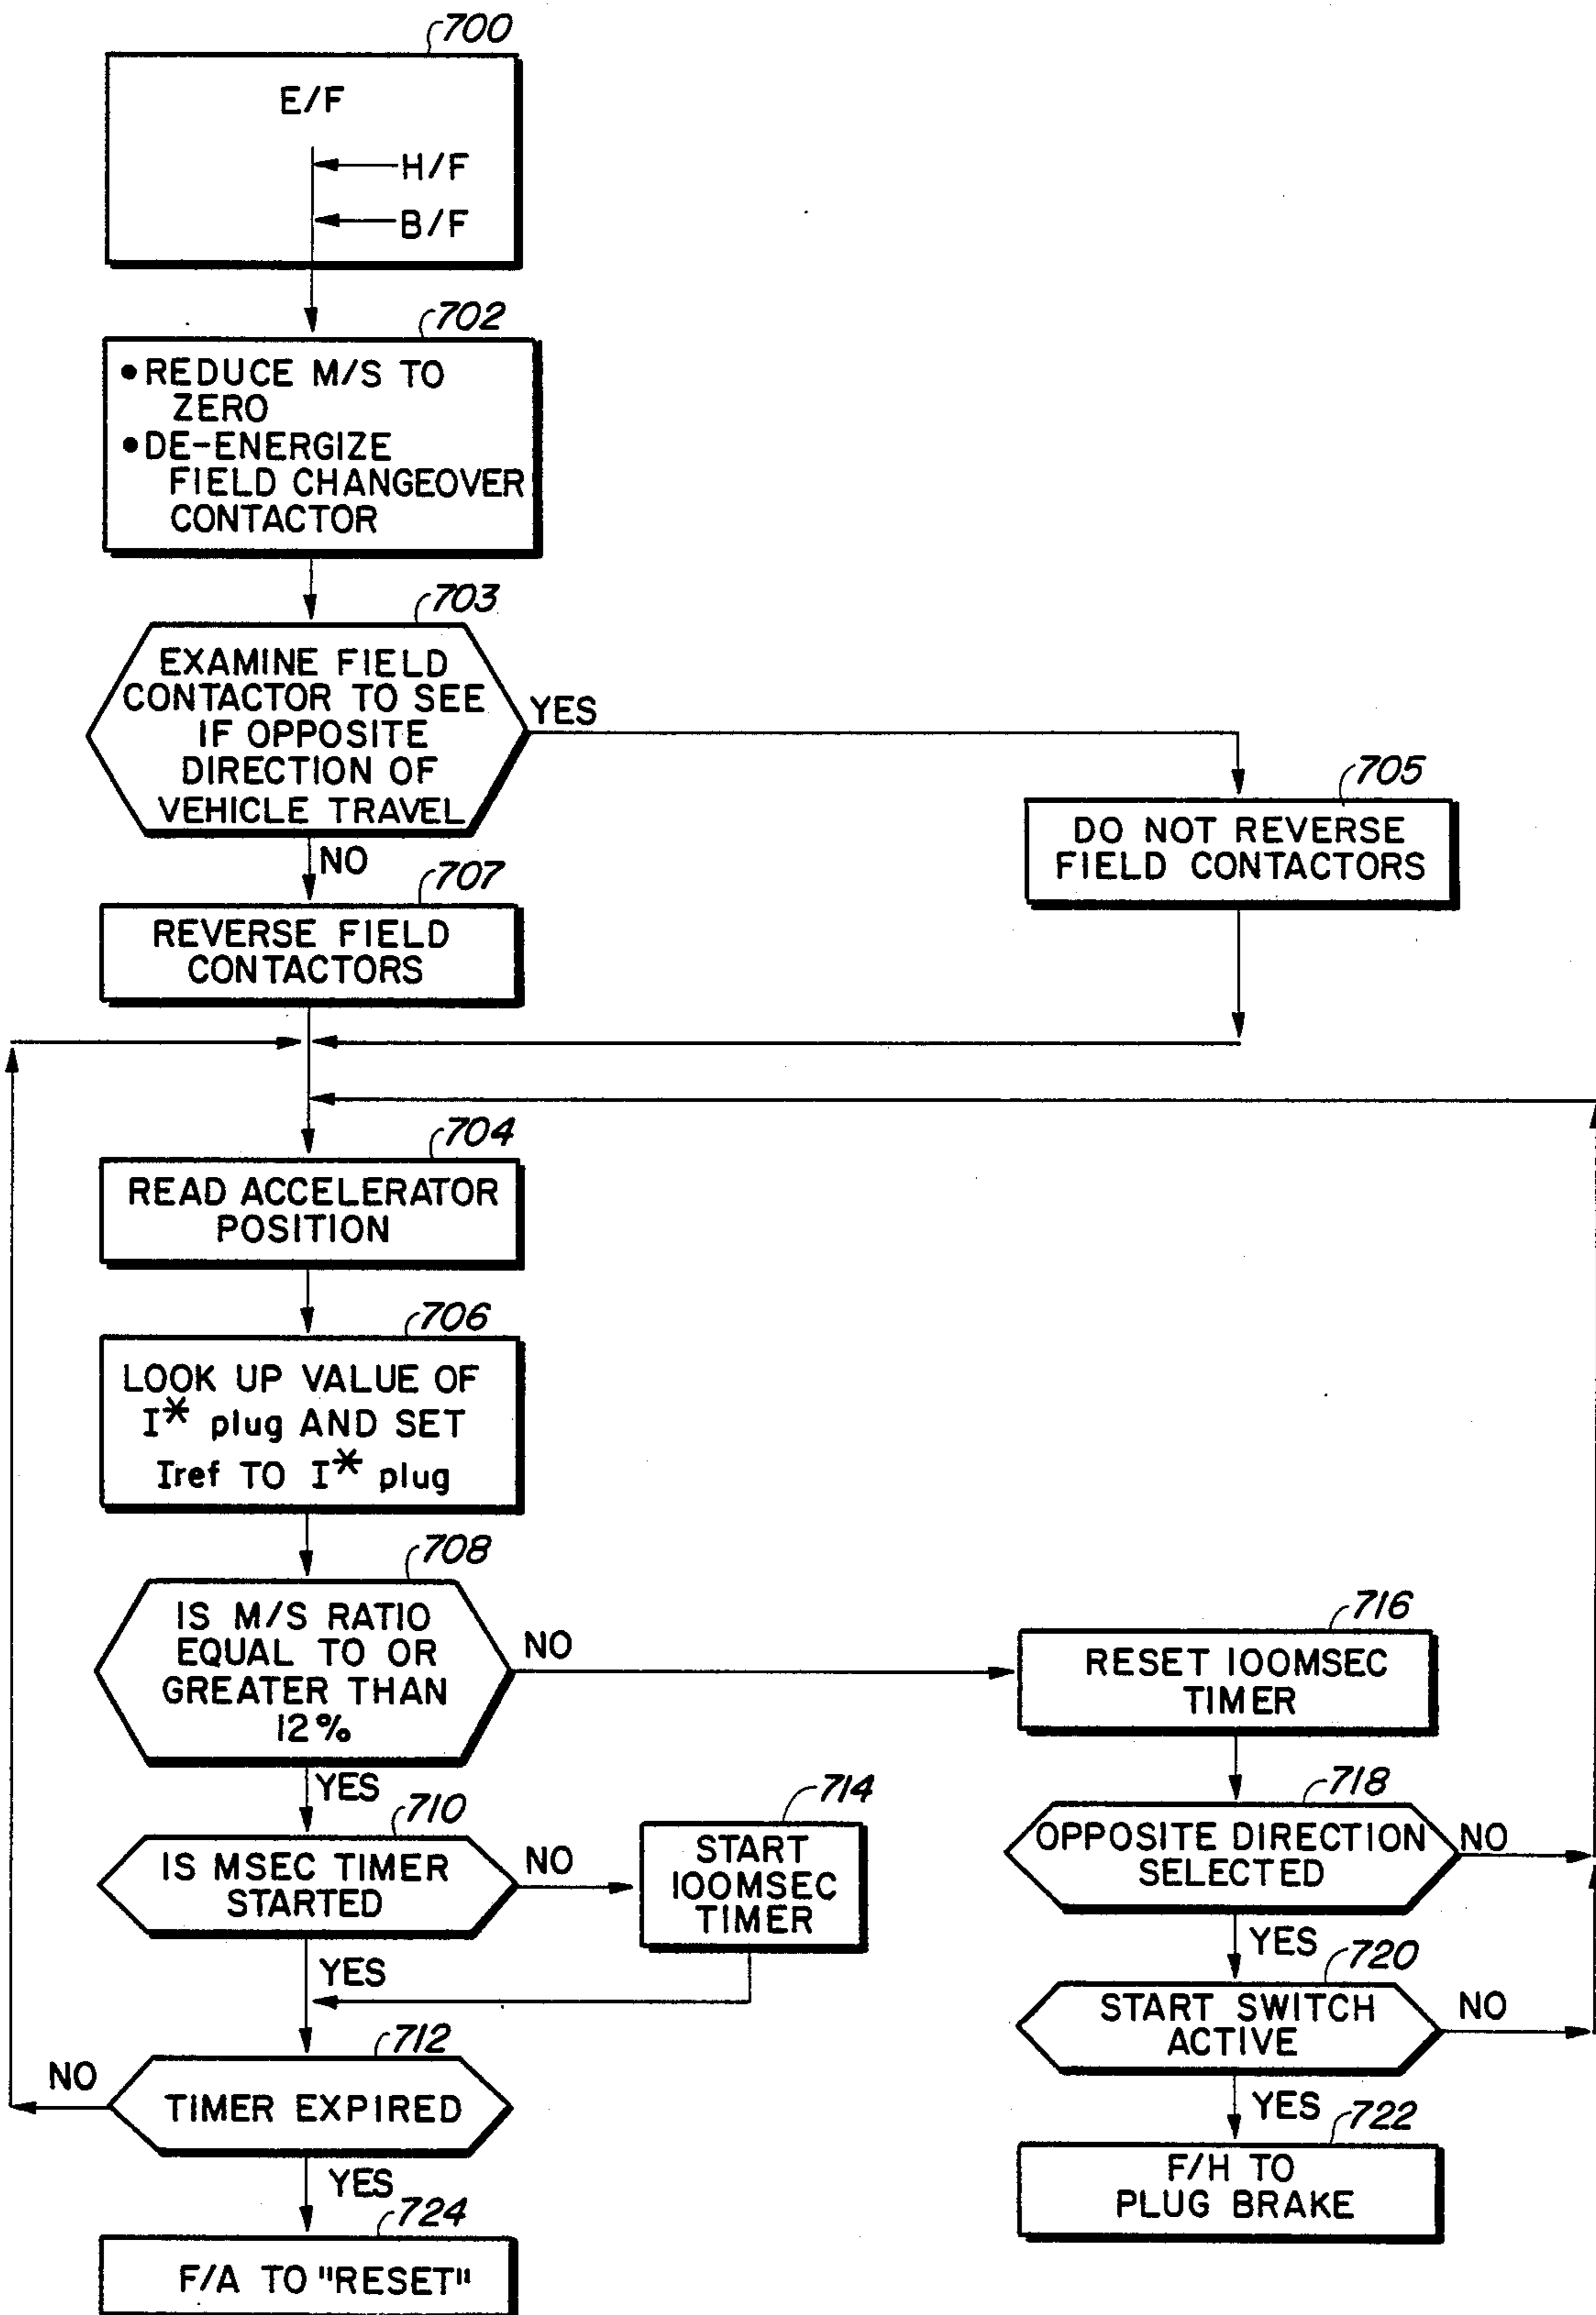 700
E/F
H/F
B/F
702
• REDUCE M/S TO
ZERO
• DE-ENERGIZE
FIELD CHANGEOVER
CONTACTOR
703
EXAMINE FIELD
CONTACTOR TO SEE
IF OPPOSITE
DIRECTION OF
VEHICLE TRAVEL
YES
NO
705
DO NOT REVERSE
FIELD CONTACTORS
707
REVERSE FIELD
CONTACTORS
704
READ ACCELERATOR
POSITION
706
LOOK UP VALUE OF
I* plug AND SET
Iref TO I* plug
708
IS M/S RATIO
EQUAL TO OR
GREATER THAN
12%
NO
YES
716
RESET 100MSEC
TIMER
710
IS MSEC TIMER
STARTED
NO
YES
714
START
100MSEC
TIMER
718
OPPOSITE DIRECTION
SELECTED
NO
YES
720
START SWITCH
ACTIVE
NO
YES
712
TIMER EXPIRED
NO
YES
722
F/H TO
PLUG BRAKE
724
F/A TO "RESET"